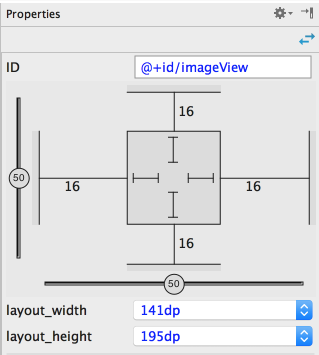 Properties
ID @+id/imageView
16
50 16 16
16
50
layout_width 141dp
layout_height 195dp